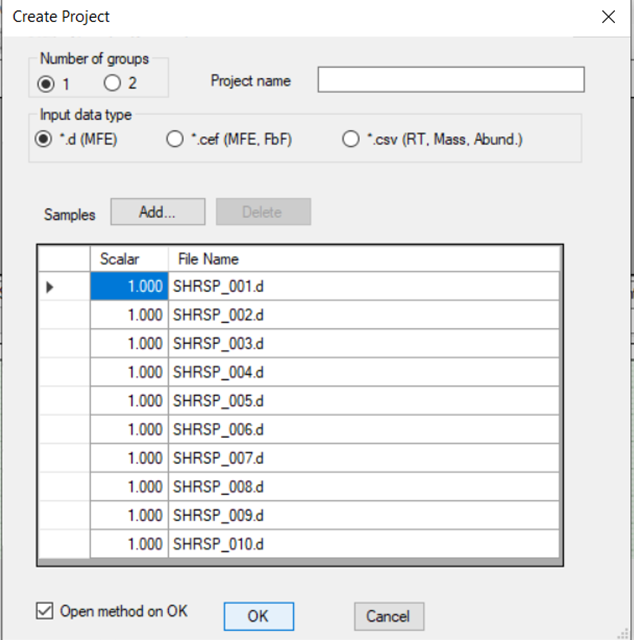 Create Project
Number of groups
1 2 Project name
Input data type
*.d (MFE) *.cef (MFE, FbF) *.csv (RT, Mass, Abund.)
Samples Add... Delete
Scalar File Name
1.000 SHRSP_001.d
1.000 SHRSP_002.d
1.000 SHRSP_003.d
1.000 SHRSP_004.d
1.000 SHRSP_005.d
1.000 SHRSP_006.d
1.000 SHRSP_007.d
1.000 SHRSP_008.d
1.000 SHRSP_009.d
1.000 SHRSP_010.d
Open method on OK OK Cancel